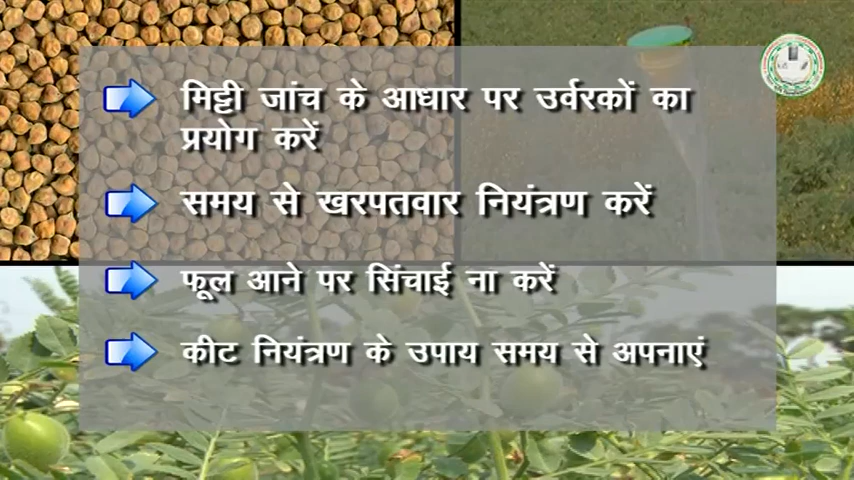 मिट्टी जांच के आधार पर उर्वरकों का
प्रयोग करें
समय से खरपतवार नियंत्रण करें
फूल आने पर सिंचाई ना करें
कीट नियंत्रण के उपाय समय से अपनाएं